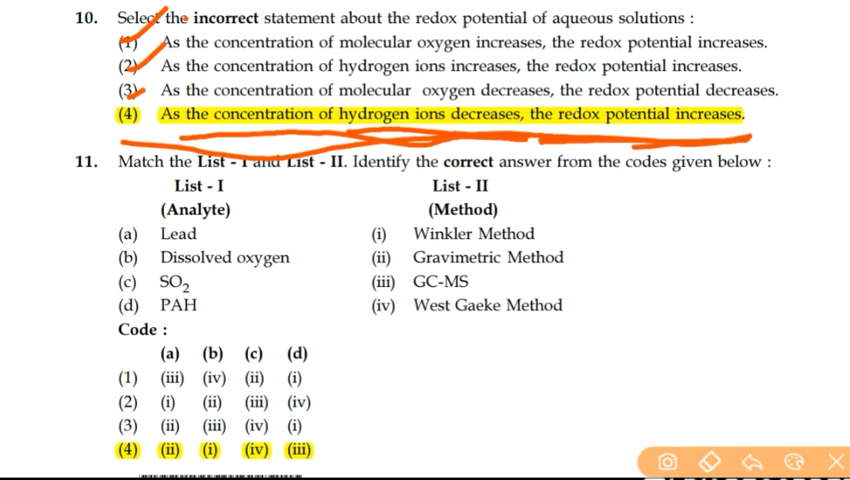 10. Select the incorrect statement about the redox potential of aqueous solutions :
(1) As the concentration of molecular oxygen increases, the redox potential increases.
(2) As the concentration of hydrogen ions increases, the redox potential increases.
(3) As the concentration of molecular oxygen decreases, the redox potential decreases.
(4) As the concentration of hydrogen ions decreases, the redox potential increases.
11. Match the List - I and List - II. Identify the correct answer from the codes given below :
List - I List - II
(Analyte) (Method)
(a) Lead (i) Winkler Method
(b) Dissolved oxygen (ii) Gravimetric Method
(c) SO₂ (iii) GC-MS
(d) PAH (iv) West Gaeke Method
Code :
(a) (b) (c) (d)
(1) (iii) (iv) (ii) (i)
(2) (i) (ii) (iii) (iv)
(3) (ii) (iii) (iv) (i)
(4) (ii) (i) (iv) (iii)